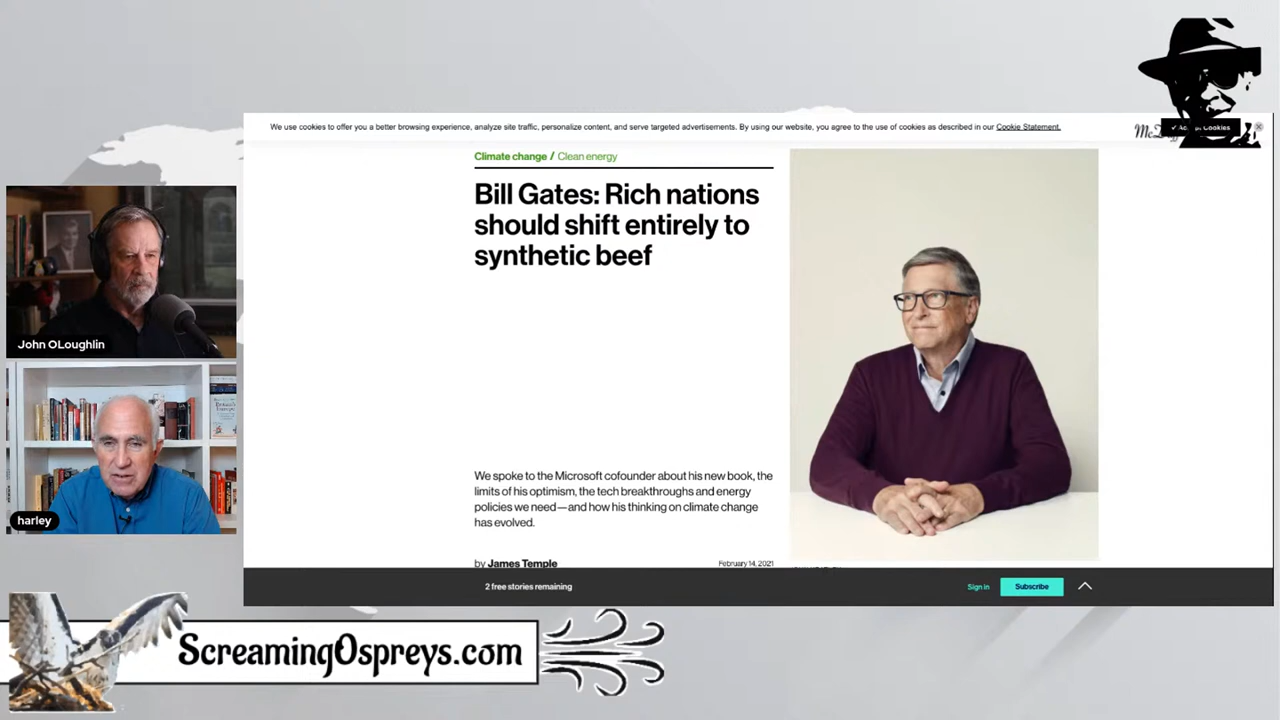 We use cookies to offer you a better browsing experience, analyze site traffic, personalize content, and serve targeted advertisements. By using our website, you agree to the use of cookies as described in our Cookie Statement.
Cookies
Climate change / Clean energy
Bill Gates: Rich nations
should shift entirely to
synthetic beef
John OLoughlin
harley
We spoke to the Microsoft cofounder about his new book, the
limits of his optimism, the tech breakthroughs and energy
policies we need—and how his thinking on climate change
has evolved.
by James Temple
February 14, 2021
2 free stories remaining
Sign in
Subscribe
ScreamingOspreys.com